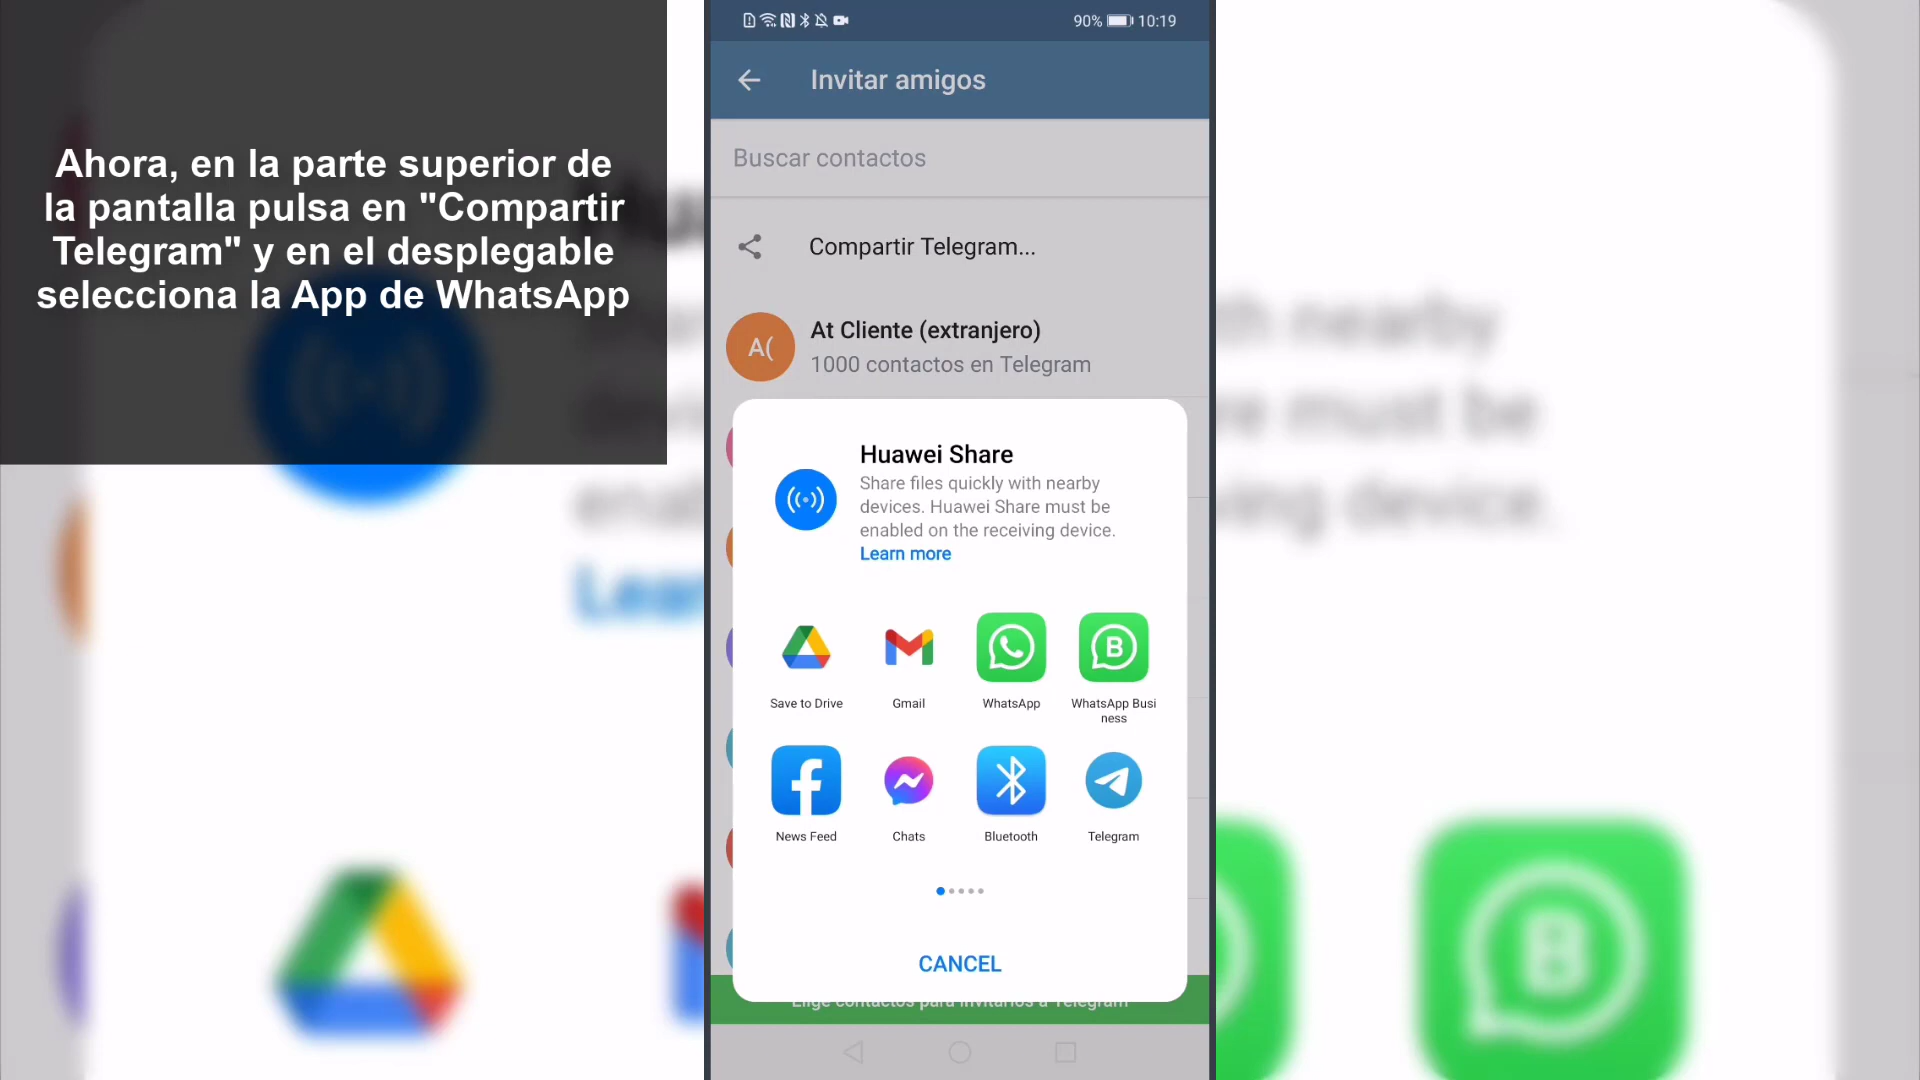 Ahora, en la parte superior de
la pantalla pulsa en "Compartir
Telegram" y en el desplegable
selecciona la App de WhatsApp
90% 10:19
Invitar amigos
Buscar contactos
Compartir Telegram...
A(
At Cliente (extranjero)
1000 contactos en Telegram
Huawei Share
Share files quickly with nearby
devices. Huawei Share must be
enabled on the receiving device.
Learn more
Save to Drive
Gmail
WhatsApp
WhatsApp Busi
ness
News Feed
Chats
Bluetooth
Telegram
CANCEL
Elige contactos para invitarlos a Telegram